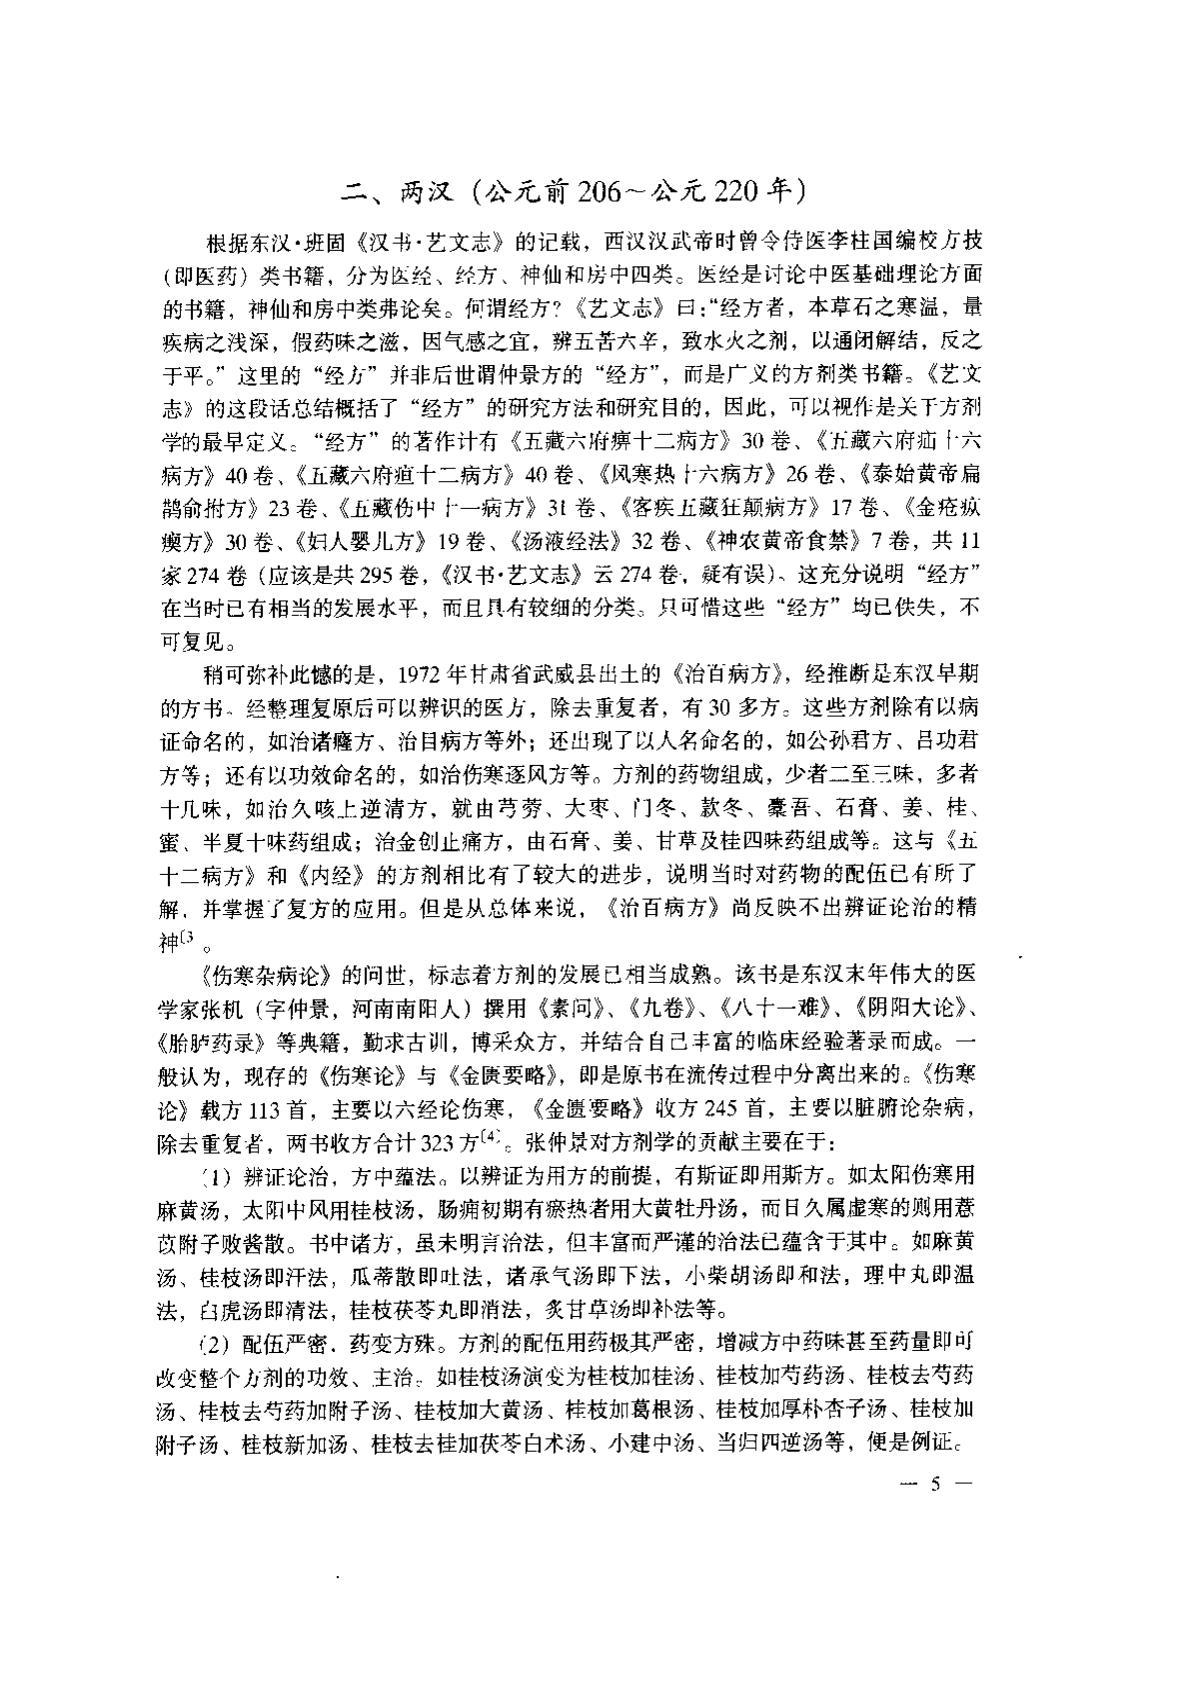 二、两汉（公元前 206～公元 220 年）
根据东汉·班固《汉书·艺文志》的记载，西汉汉武帝时曾令侍医李柱国编校方技
（即医药）类书籍，分为医经、经方、神仙和房中四类。医经是讨论中医基础理论方面
的书籍，神仙和房中类弗论矣。何谓经方？《艺文志》曰：“经方者，本草石之寒温，量
疾病之浅深，假药味之滋，因气感之宜，辨五苦六辛，致水火之剂，以通闭解结，反之
于平。”这里的“经方”并非后世谓仲景方的“经方”，而是广义的方剂类书籍。《艺文
志》的这段话总结概括了“经方”的研究方法和研究目的，因此，可以视作是关于方剂
学的最早定义。“经方”的著作计有《五藏六府痹十二病方》30 卷、《五藏六府疝十六
病方》40 卷、《五藏六府疸十二病方》40 卷、《风寒热十六病方》26 卷、《泰始黄帝扁
鹊俞拊方》23 卷、《五藏伤中十一病方》31 卷、《客疾五藏狂颠病方》17 卷、《金疮疭
瘈方》30 卷、《妇人婴儿方》19 卷、《汤液经法》32 卷、《神农黄帝食禁》7 卷，共 11
家 274 卷（应该是共 295 卷，《汉书·艺文志》云 274 卷，疑有误）、这充分说明“经方”
在当时已有相当的发展水平，而且具有较细的分类。只可惜这些“经方”均已佚失，不
可复见。
稍可弥补此憾的是，1972 年甘肃省武威县出土的《治百病方》，经推断是东汉早期
的方书。经整理复原后可以辨识的医方，除去重复者，有 30 多方。这些方剂除有以病
证命名的，如治诸癃方、治目病方等外；还出现了以人名命名的，如公孙君方、吕功君
方等；还有以功效命名的，如治伤寒逐风方等。方剂的药物组成，少者二至三味，多者
十几味，如治久咳上逆清方，就由芎䓖、大枣、门冬、款冬、橐吾、石膏、姜、桂、
蜜、半夏十味药组成；治金创止痛方，由石膏、姜、甘草及桂四味药组成等。这与《五
十二病方》和《内经》的方剂相比有了较大的进步，说明当时对药物的配伍已有所了
解，并掌握了复方的应用。但是从总体来说，《治百病方》尚反映不出辨证论治的精
神〔3 。
《伤寒杂病论》的问世，标志着方剂的发展已相当成熟。该书是东汉末年伟大的医
学家张机（字仲景，河南南阳人）撰用《素问》、《九卷》、《八十一难》、《阴阳大论》、
《胎胪药录》等典籍，勤求古训，博采众方，并结合自己丰富的临床经验著录而成。一
般认为，现存的《伤寒论》与《金匮要略》，即是原书在流传过程中分离出来的。《伤寒
论》载方 113 首，主要以六经论伤寒，《金匮要略》收方 245 首，主要以脏腑论杂病，
除去重复者，两书收方合计 323 方〔4〕。张仲景对方剂学的贡献主要在于：
（1）辨证论治，方中蕴法。以辨证为用方的前提，有斯证即用斯方。如太阳伤寒用
麻黄汤，太阳中风用桂枝汤，肠痈初期有瘀热者用大黄牡丹汤，而日久属虚寒的则用薏
苡附子败酱散。书中诸方，虽未明言治法，但丰富而严谨的治法已蕴含于其中。如麻黄
汤、桂枝汤即汗法，瓜蒂散即吐法，诸承气汤即下法，小柴胡汤即和法，理中丸即温
法，白虎汤即清法，桂枝茯苓丸即消法，炙甘草汤即补法等。
（2）配伍严密．药变方殊。方剂的配伍用药极其严密，增减方中药味甚至药量即可
改变整个方剂的功效、主治。如桂枝汤演变为桂枝加桂汤、桂枝加芍药汤、桂枝去芍药
汤、桂枝去芍药加附子汤、桂枝加大黄汤、桂枝加葛根汤、桂枝加厚朴杏子汤、桂枝加
附子汤、桂枝新加汤、桂枝去桂加茯苓白术汤、小建中汤、当归四逆汤等，便是例证。
— 5 —